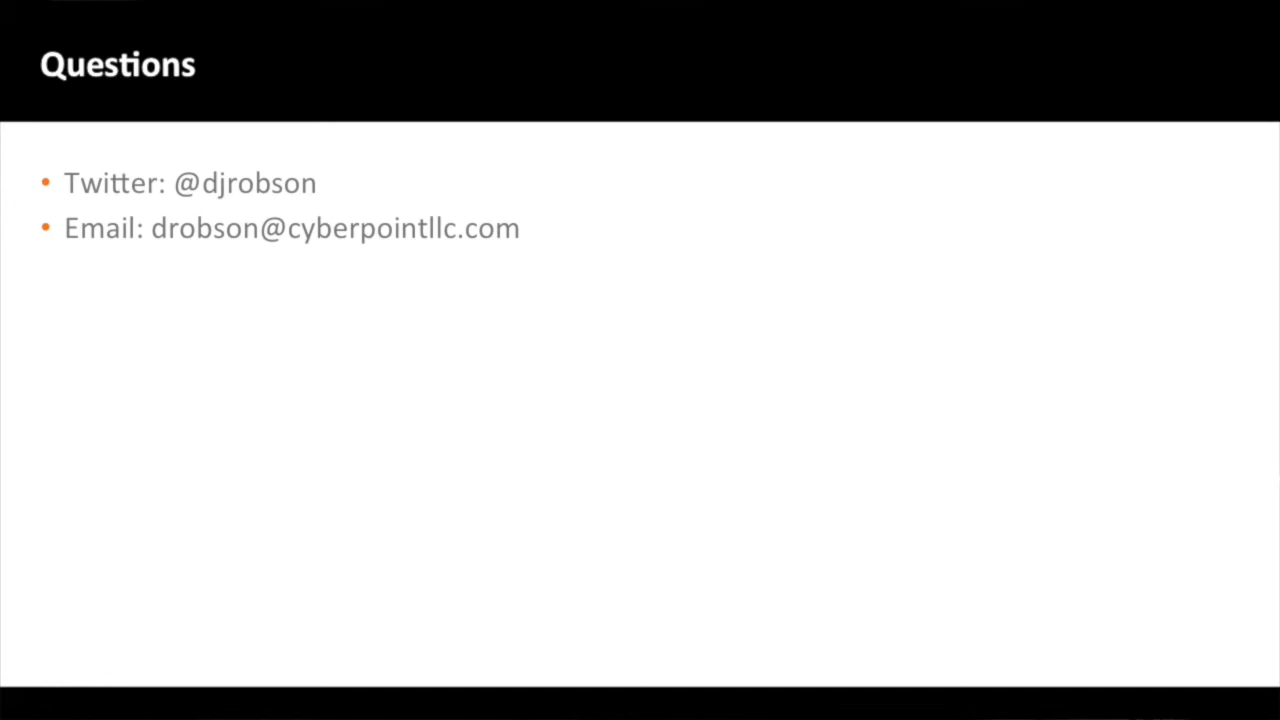 Questions
• Twitter: @djrobson
• Email: drobson@cyberpointllc.com